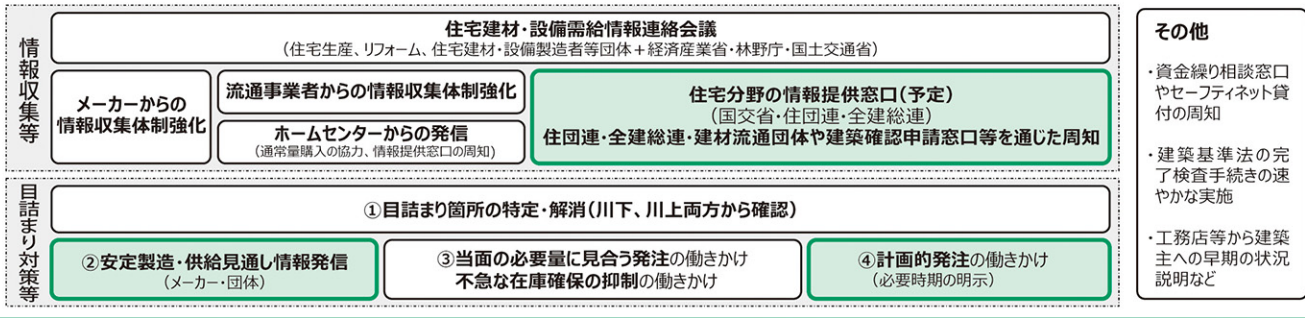 情報収集等
住宅建材・設備需給情報連絡会議
（住宅生産、リフォーム、住宅建材・設備製造者等団体＋経済産業省・林野庁・国土交通省）
メーカーからの
情報収集体制強化
流通事業者からの情報収集体制強化
ホームセンターからの発信
（通常量購入の協力、情報提供窓口の周知）
住宅分野の情報提供窓口（予定）
（国交省・住団連・全建総連）
住団連・全建総連・建材流通団体や建築確認申請窓口等を通じた周知
目詰まり対策等
①目詰まり箇所の特定・解消（川下、川上両方から確認）
②安定製造・供給見通し情報発信
（メーカー・団体）
③当面の必要量に見合う発注の働きかけ
不急な在庫確保の抑制の働きかけ
④計画的発注の働きかけ
（必要時期の明示）
その他
・資金繰り相談窓口
やセーフティネット貸
付の周知
・建築基準法の完
了検査手続きの速
やかな実施
・工務店等から建築
主への早期の状況
説明など